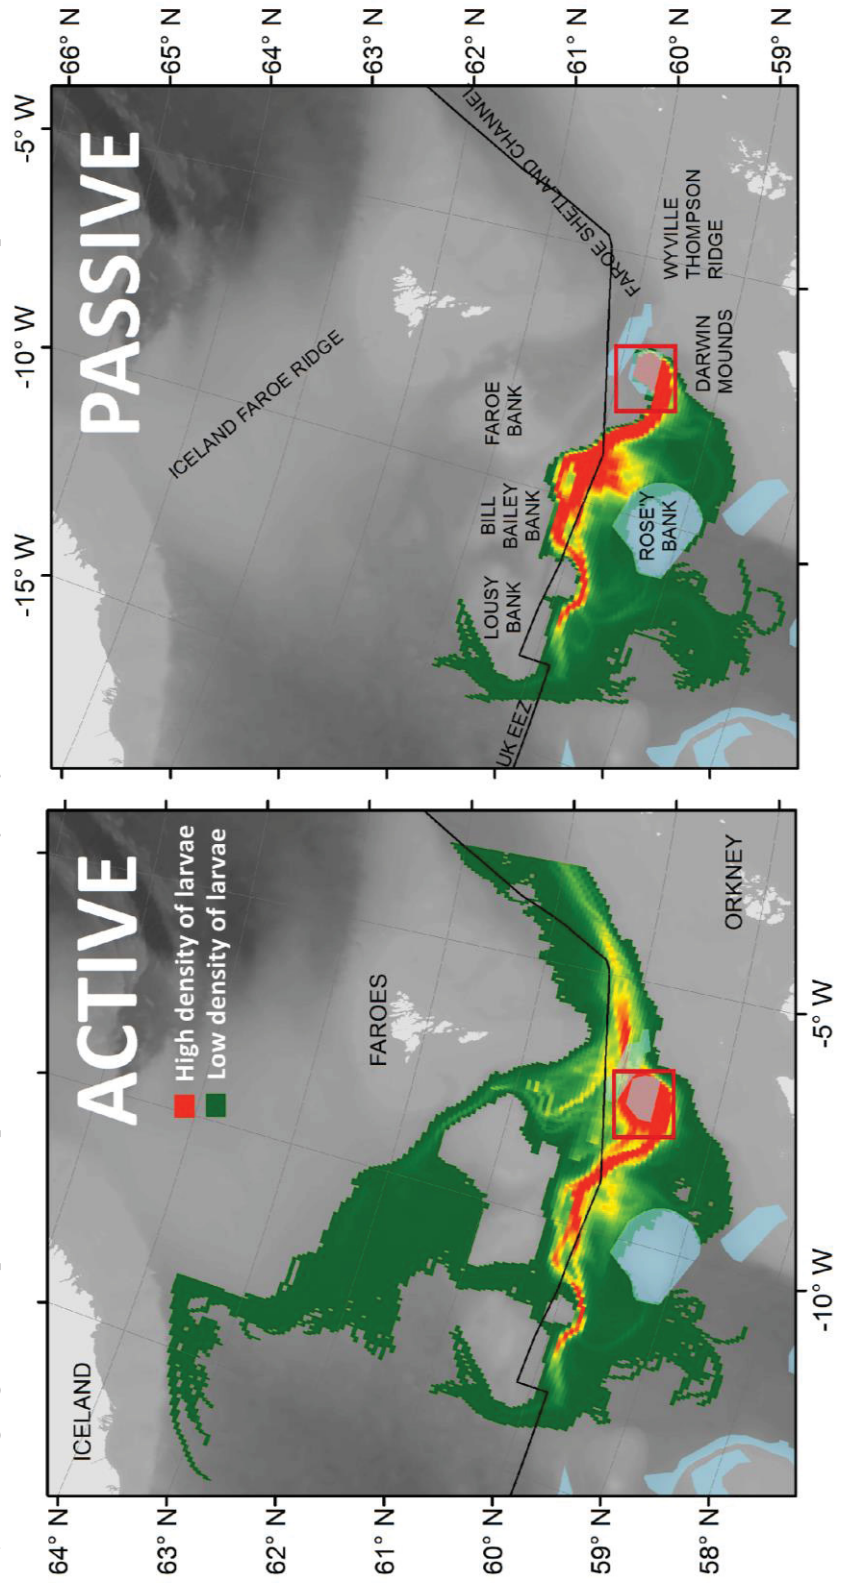 ACTIVE
High density of larvae
Low density of larvae
ICELAND
FAROES
ORKNEY
64° N
63° N
62° N
61° N
60° N
59° N
58° N
-10° W
-5° W
PASSIVE
-15° W
-10° W
-5° W
66° N
65° N
64° N
63° N
62° N
61° N
60° N
59° N
ICELAND FAROE RIDGE
FAROE
BANK
BILL
BAILEY
BANK
LOUSY
BANK
UK EEZ
ROSE'Y
BANK
FAROE SHETLAND CHANNEL
WYVILLE
THOMPSON
RIDGE
DARWIN
MOUNDS